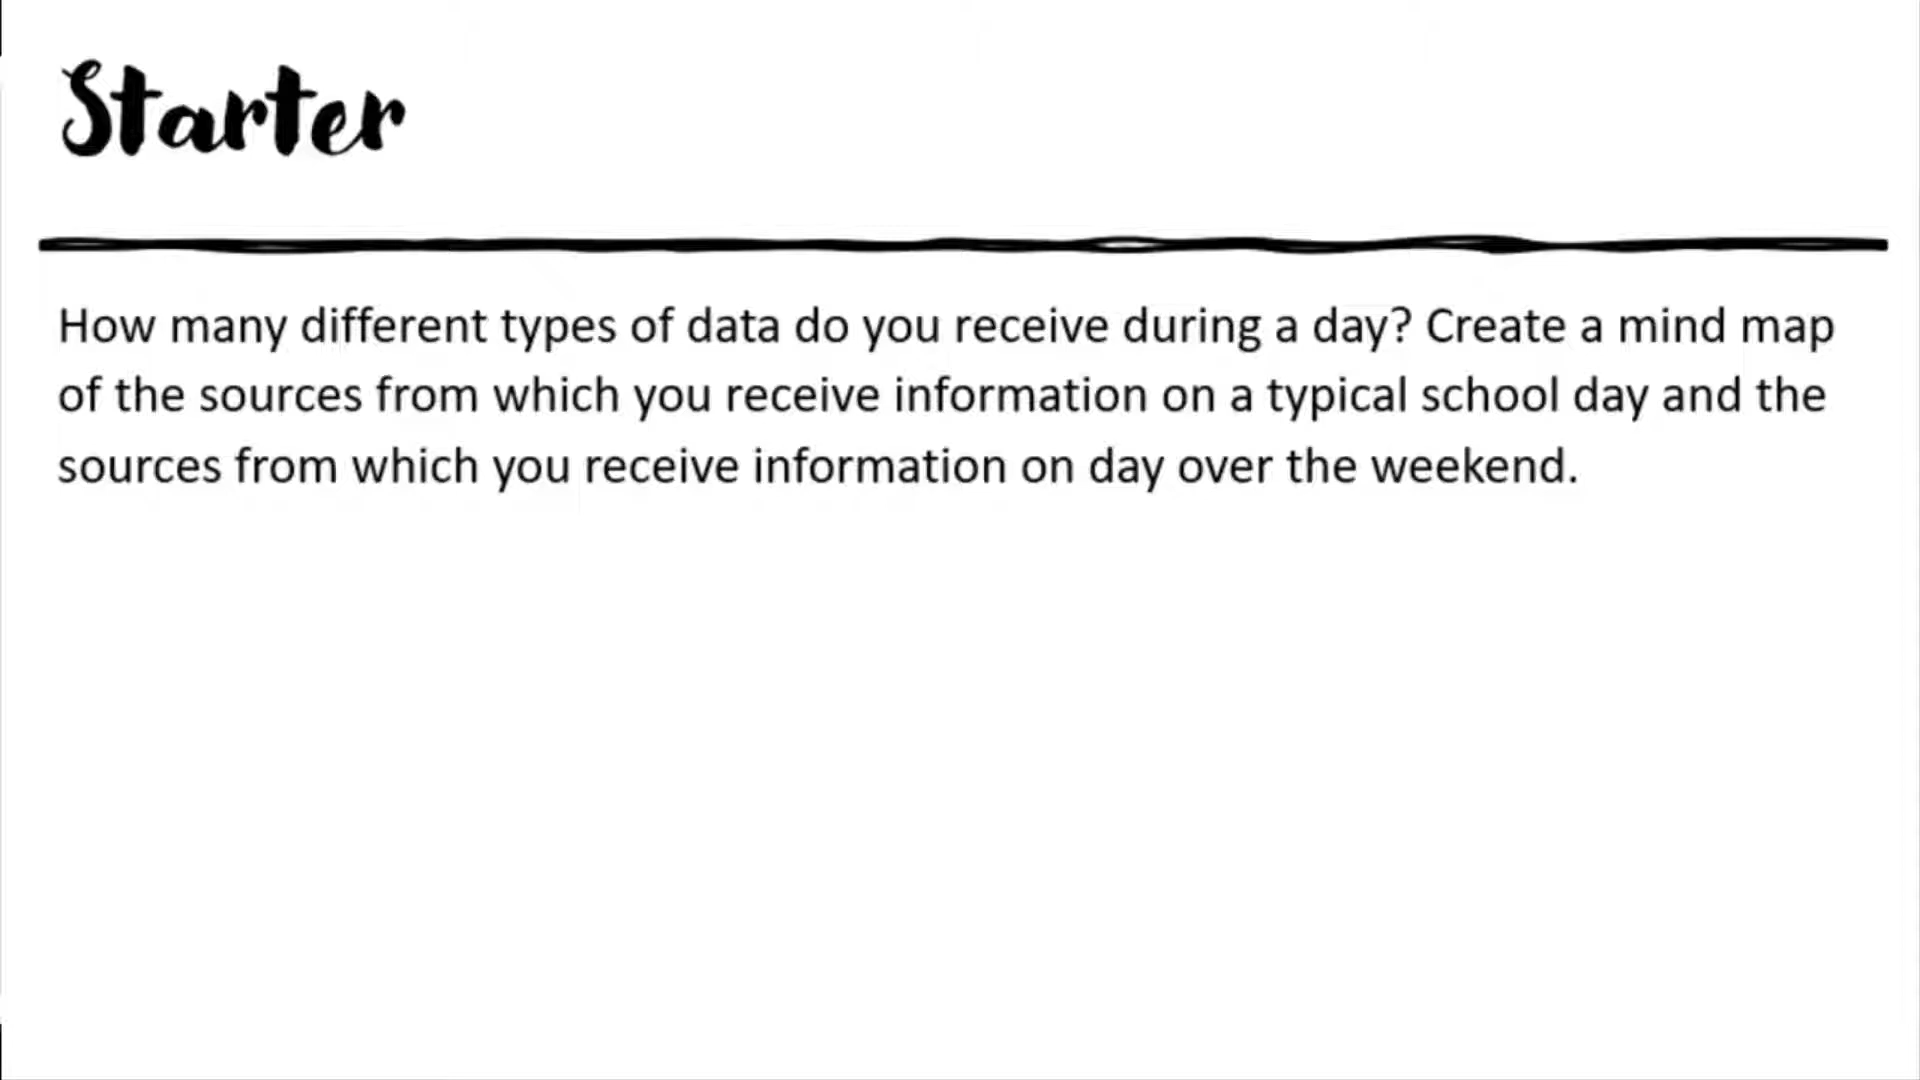 Starter
How many different types of data do you receive during a day? Create a mind map
of the sources from which you receive information on a typical school day and the
sources from which you receive information on day over the weekend.